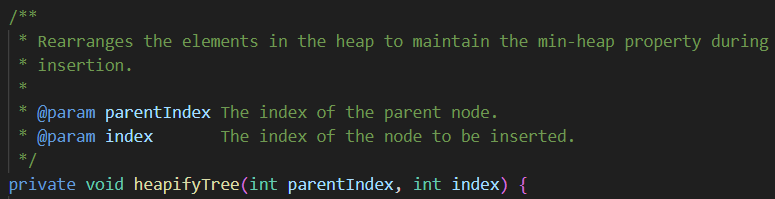 /**
 * Rearranges the elements in the heap to maintain the min-heap property during
 * insertion.
 *
 * @param parentIndex The index of the parent node.
 * @param index       The index of the node to be inserted.
 */
private void heapifyTree(int parentIndex, int index) {